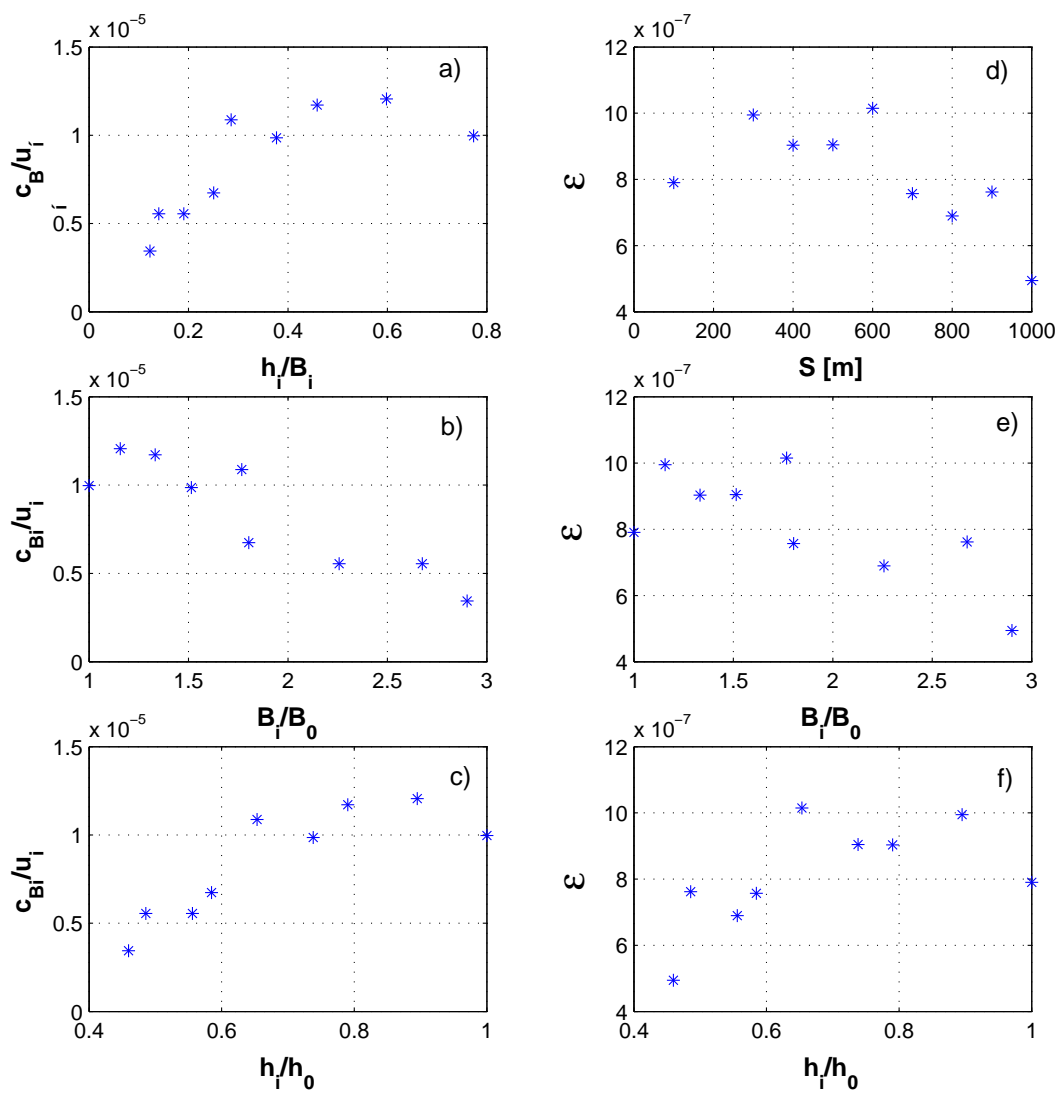 x 10⁻⁵
a)
1.5
1
0.5
0
c_B/u_i
i
0 0.2 0.4 0.6 0.8
h_i/B_i
x 10⁻⁷
d)
12
10
8
6
4
ε
0 200 400 600 800 1000
S [m]
x 10⁻⁵
b)
1.5
1
0.5
0
c_Bi/u_i
1 1.5 2 2.5 3
B_i/B_0
x 10⁻⁷
e)
12
10
8
6
4
ε
1 1.5 2 2.5 3
B_i/B_0
x 10⁻⁵
c)
1.5
1
0.5
0
c_Bi/u_i
0.4 0.6 0.8 1
h_i/h_0
x 10⁻⁷
f)
12
10
8
6
4
ε
0.4 0.6 0.8 1
h_i/h_0